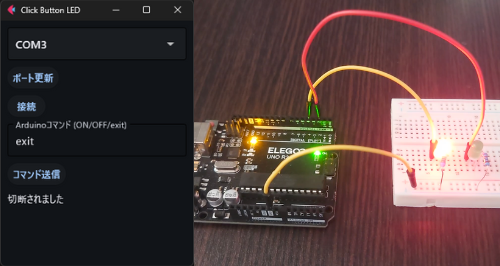 Click Button LED
COM3
ポート更新
接続
Arduinoコマンド (ON/OFF/exit)
exit
コマンド送信
切断されました
ELEGOO
UNO R3